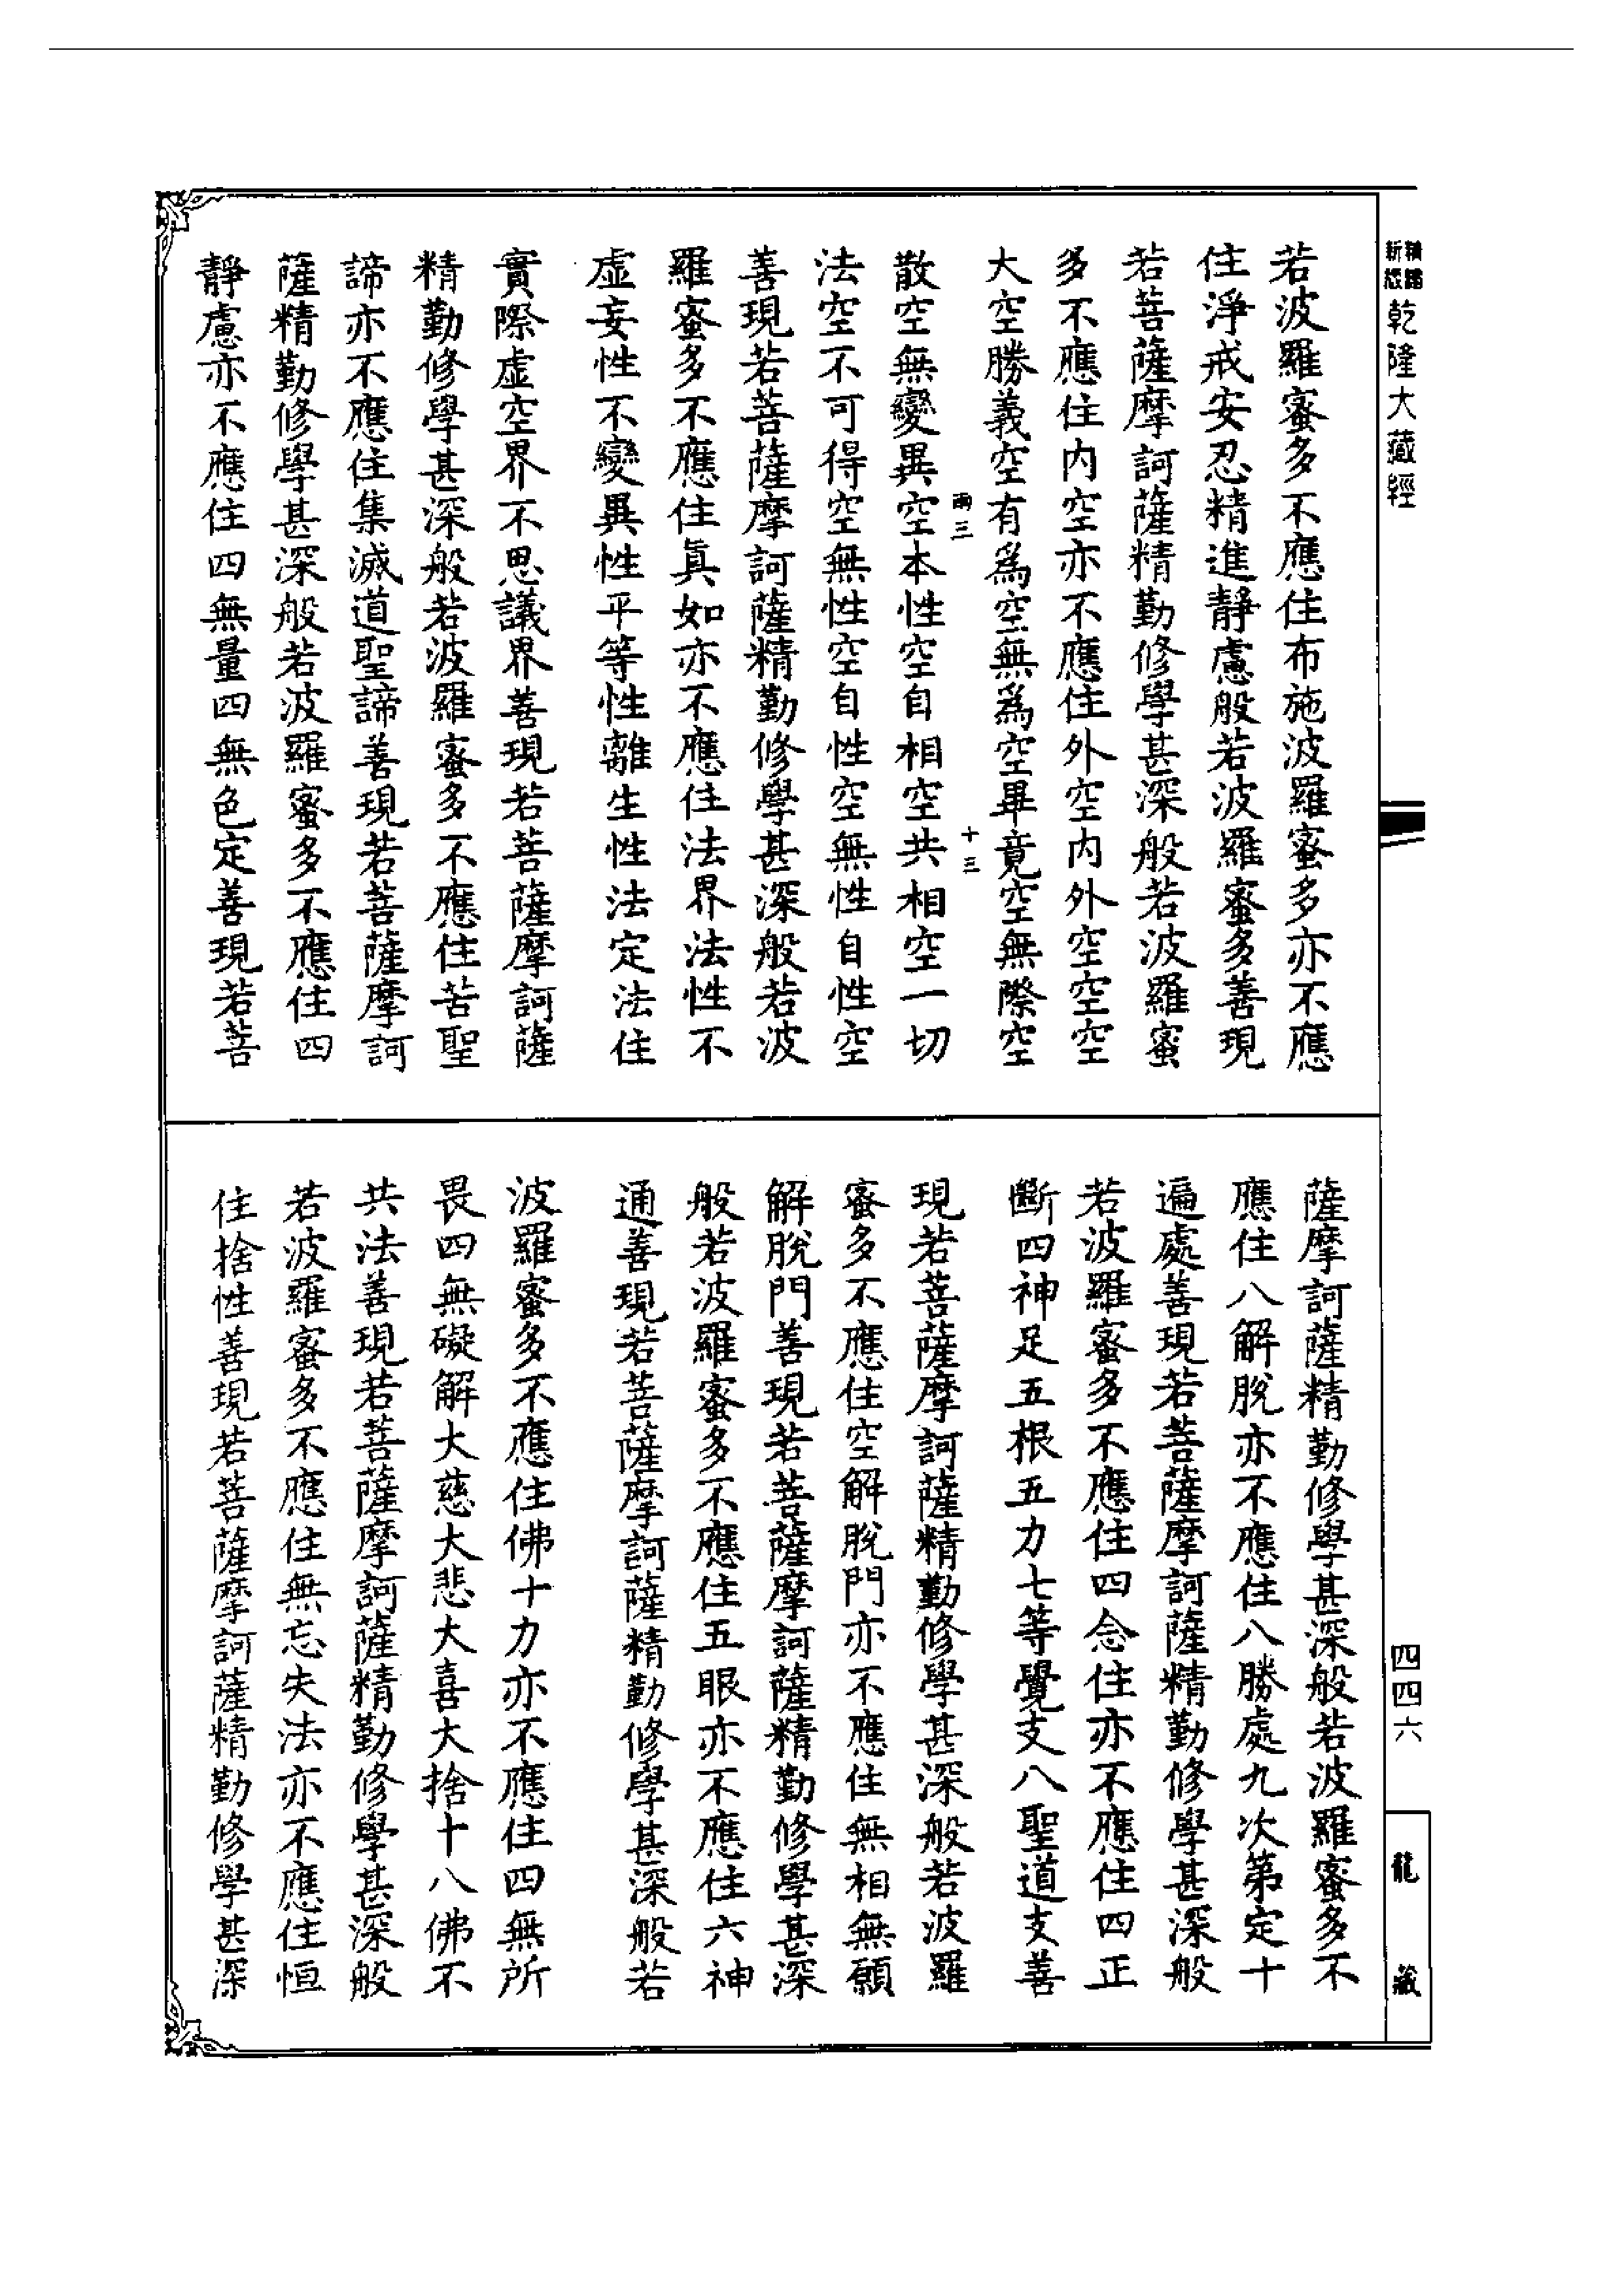 乾隆大藏經
若波羅蜜多不應住布施波羅蜜多亦不應
住淨戒安忍精進靜慮般若波羅蜜多善現
若菩薩摩訶薩精勤修學甚深般若波羅蜜
多不應住内空亦不應住外空内外空空空
大空勝義空有為空無為空畢竟空無際空
兩三
十三
散空無變異空本性空自相空共相空一切
法空不可得空無性空自性空無性自性空
善現若菩薩摩訶薩精勤修學甚深般若波
羅蜜多不應住真如亦不應住法界法性不
虛妄性不變異性平等性離生性法定法住
實際虛空界不思議界善現若菩薩摩訶薩
精勤修學甚深般若波羅蜜多不應住苦聖
諦亦不應住集滅道聖諦善現若菩薩摩訶
薩精勤修學甚深般若波羅蜜多不應住四
靜慮亦不應住四無量四無色定善現若菩
薩摩訶薩精勤修學甚深般若波羅蜜多不
應住八解脫亦不應住八勝處九次第定十
遍處善現若菩薩摩訶薩精勤修學甚深般
若波羅蜜多不應住四念住亦不應住四正
斷四神足五根五力七等覺支八聖道支善
現若菩薩摩訶薩精勤修學甚深般若波羅
蜜多不應住空解脫門亦不應住無相無願
解脫門善現若菩薩摩訶薩精勤修學甚深
般若波羅蜜多不應住五眼亦不應住六神
通善現若菩薩摩訶薩精勤修學甚深般若
波羅蜜多不應住佛十力亦不應住四無所
畏四無礙解大慈大悲大喜大捨十八佛不
共法善現若菩薩摩訶薩精勤修學甚深般
若波羅蜜多不應住無忘失法亦不應住恒
住捨性善現若菩薩摩訶薩精勤修學甚深
四四六
龍藏